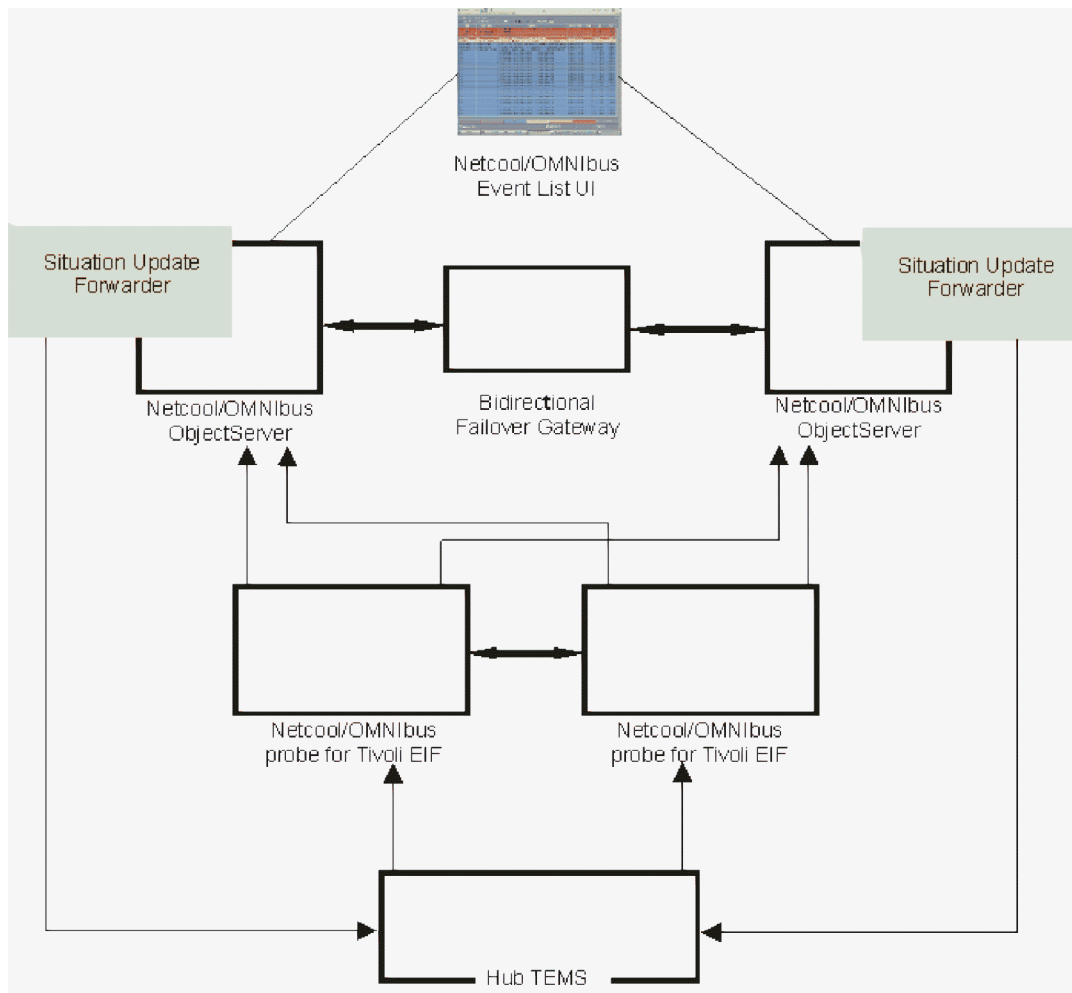 Netcool/OMNIbus
Event List UI
Situation Update
Forwarder
Situation Update
Forwarder
Netcool/OMNIbus
ObjectServer
Bidirectional
Failover Gateway
Netcool/OMNIbus
ObjectServer
Netcool/OMNIbus
probe for Tivoli EIF
Netcool/OMNIbus
probe for Tivoli EIF
Hub TEMS